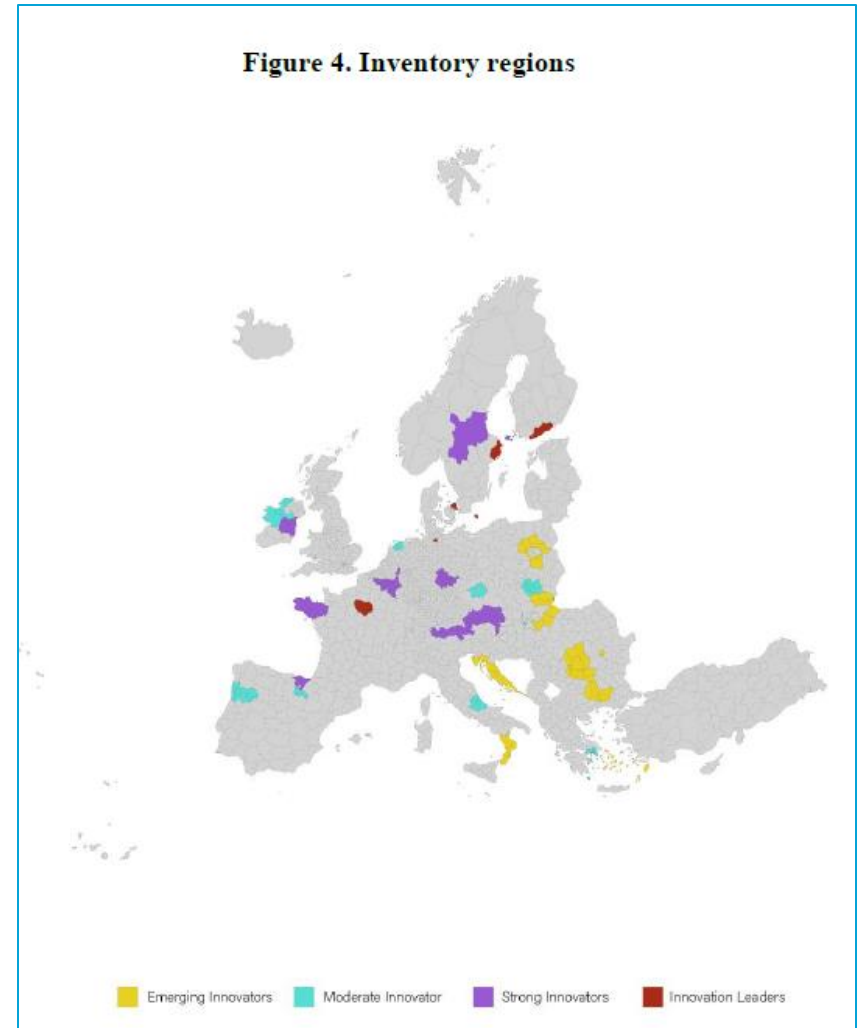 Figure 4. Inventory regions
Emerging Innovators
Moderate Innovator
Strong Innovators
Innovation Leaders